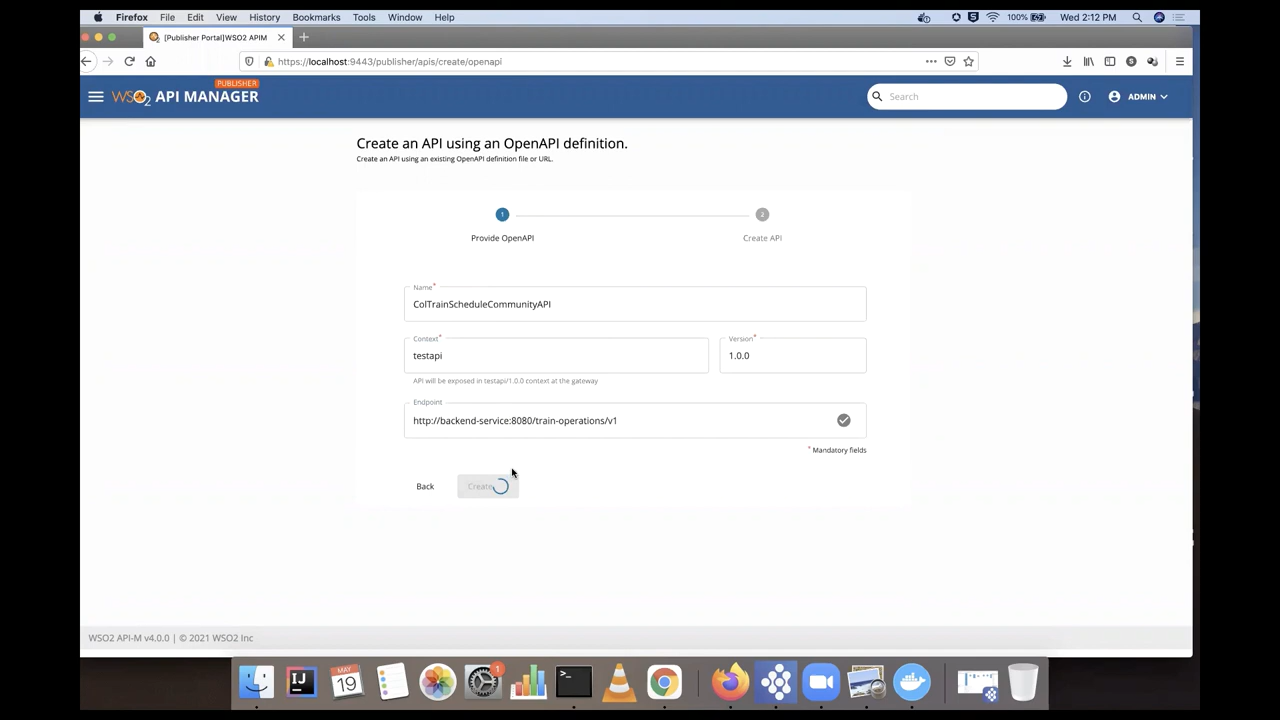 Firefox File Edit View History Bookmarks Tools Window Help 100% Wed 2:12 PM
[Publisher Portal]WSO2 APIM
https://localhost:9443/publisher/apis/create/openapi
PUBLISHER
WSO2 API MANAGER Search ADMIN
Create an API using an OpenAPI definition.
Create an API using an existing OpenAPI definition file or URL.
1 2
Provide OpenAPI Create API
Name*
ColTrainScheduleCommunityAPI
Context* Version*
testapi 1.0.0
API will be exposed in testapi/1.0.0 context at the gateway
Endpoint
http://backend-service:8080/train-operations/v1
* Mandatory fields
Back Create
WSO2 API-M v4.0.0 | © 2021 WSO2 Inc
IJ MAY 19 1 >_